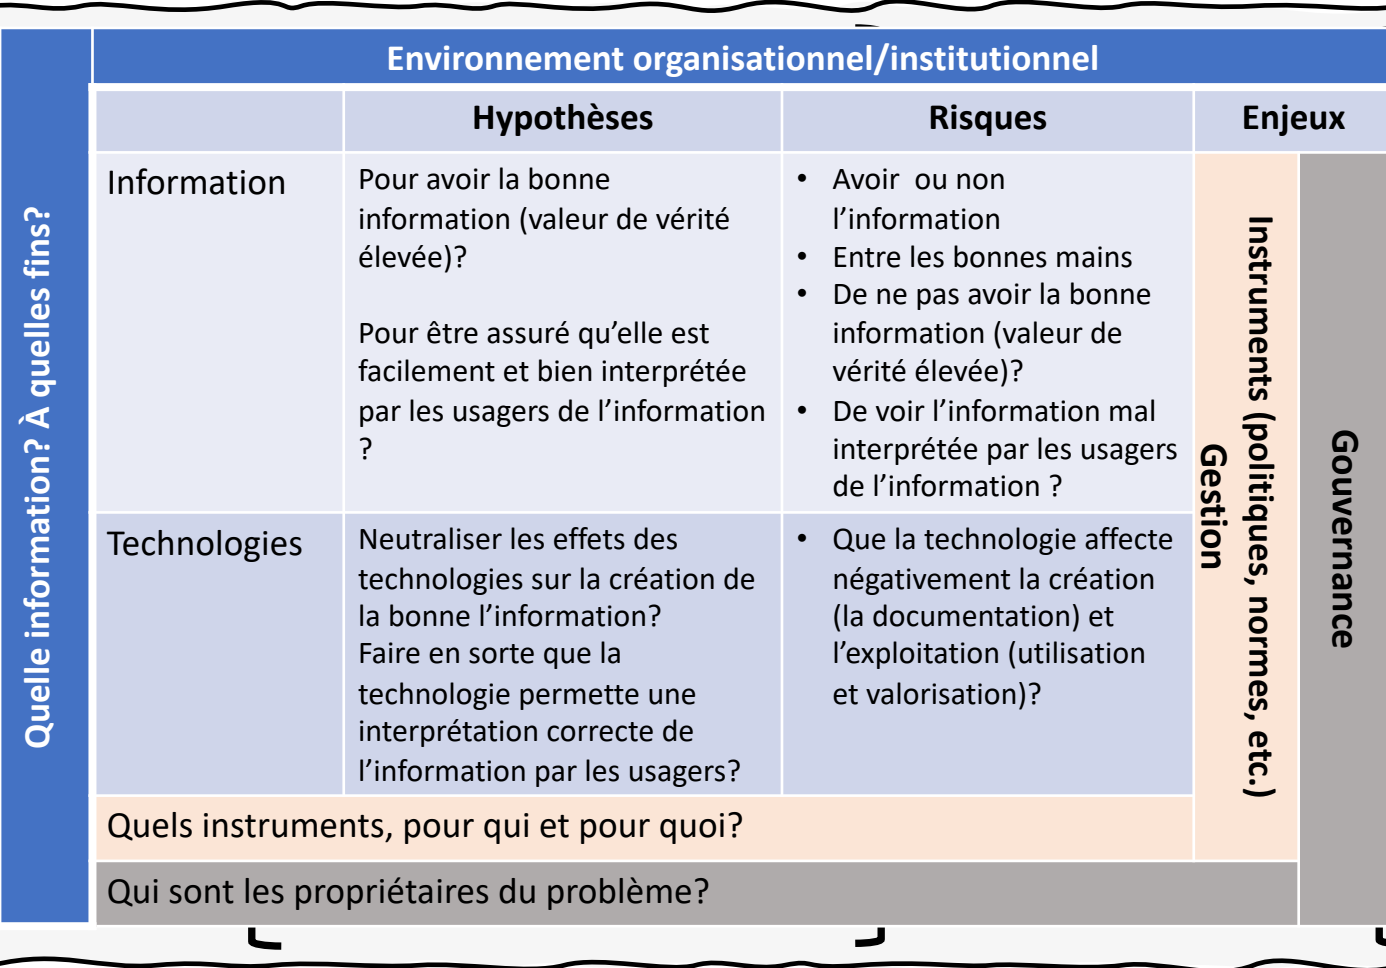 Environnement organisationnel/institutionnel
Quelle information? À quelles fins?
Hypothèses
Risques
Enjeux
Information
Pour avoir la bonne
information (valeur de vérité
élevée)?
Pour être assuré qu’elle est
facilement et bien interprétée
par les usagers de l’information
?
• Avoir ou non
l’information
• Entre les bonnes mains
• De ne pas avoir la bonne
information (valeur de
vérité élevée)?
• De voir l’information mal
interprétée par les usagers
de l’information ?
Instruments (politiques, normes, etc.)
Gestion
Gouvernance
Technologies
Neutraliser les effets des
technologies sur la création de
la bonne l’information?
Faire en sorte que la
technologie permette une
interprétation correcte de
l’information par les usagers?
• Que la technologie affecte
négativement la création
(la documentation) et
l’exploitation (utilisation
et valorisation)?
Quels instruments, pour qui et pour quoi?
Qui sont les propriétaires du problème?